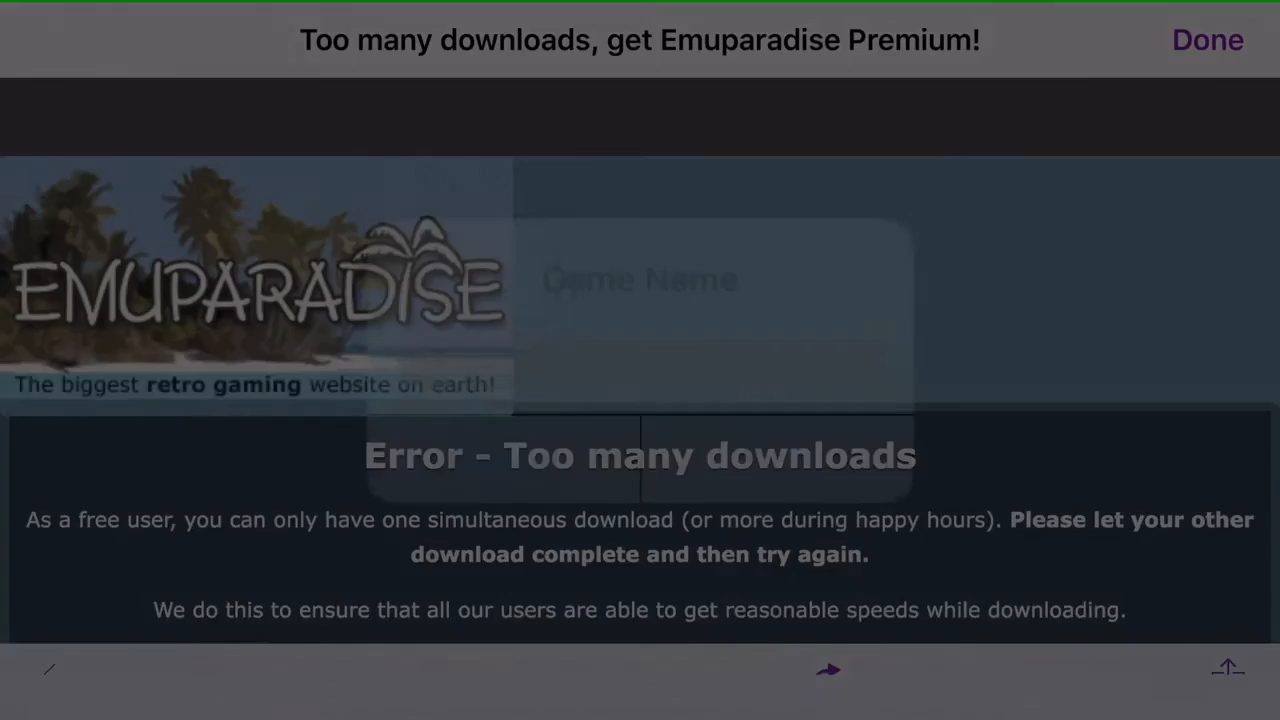 Too many downloads, get Emuparadise Premium!
Done
EMUPARADISE
Game Name
The biggest retro gaming website on earth!
Error - Too many downloads
As a free user, you can only have one simultaneous download (or more during happy hours). Please let your other
download complete and then try again.
We do this to ensure that all our users are able to get reasonable speeds while downloading.